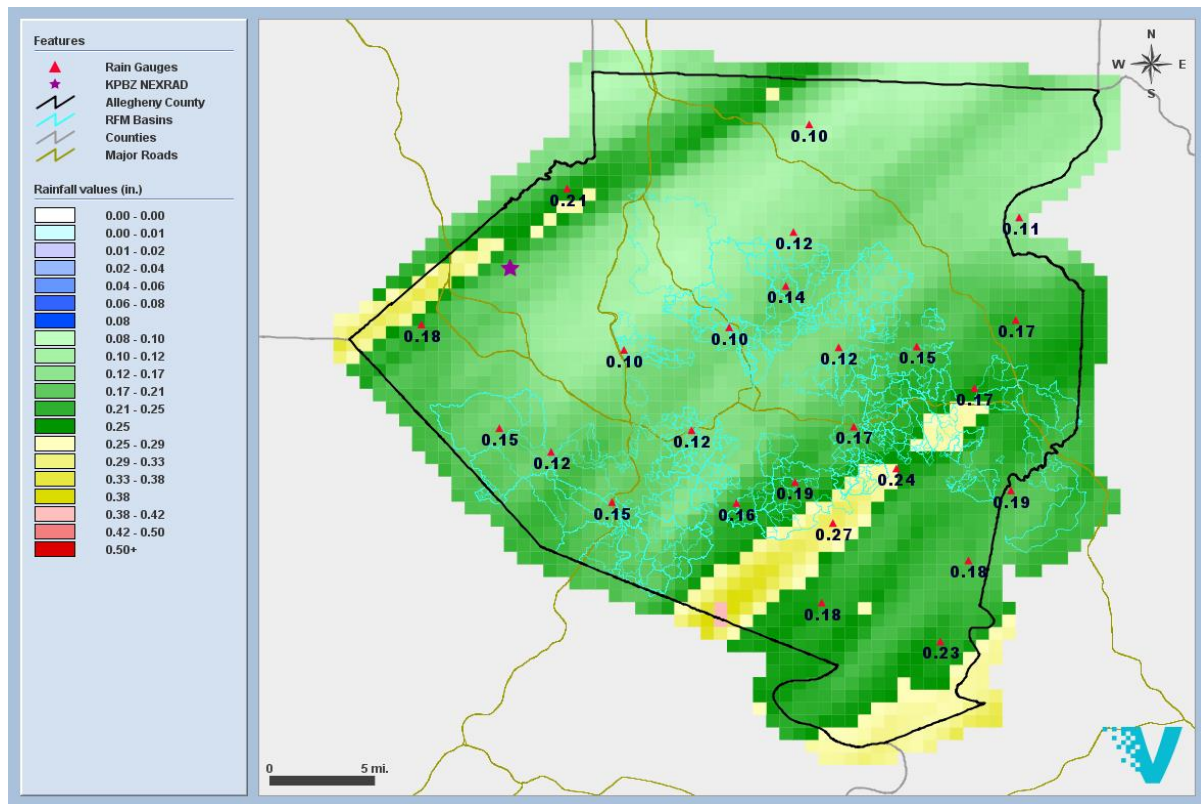 Features
Rain Gauges
KPBZ NEXRAD
Allegheny County
RFM Basins
Counties
Major Roads
Rainfall values (in.)
0.00 - 0.00
0.00 - 0.01
0.01 - 0.02
0.02 - 0.04
0.04 - 0.06
0.06 - 0.08
0.08
0.08 - 0.10
0.10 - 0.12
0.12 - 0.17
0.17 - 0.21
0.21 - 0.25
0.25
0.25 - 0.29
0.29 - 0.33
0.33 - 0.38
0.38
0.38 - 0.42
0.42 - 0.50
0.50+
N
W E
S
0.10
0.21
0.11
0.12
0.14
0.17
0.18
0.10
0.10
0.12
0.15
0.17
0.15
0.12
0.17
0.12
0.24
0.19
0.19
0.15
0.16
0.27
0.18
0.18
0.23
0 5 mi.
V